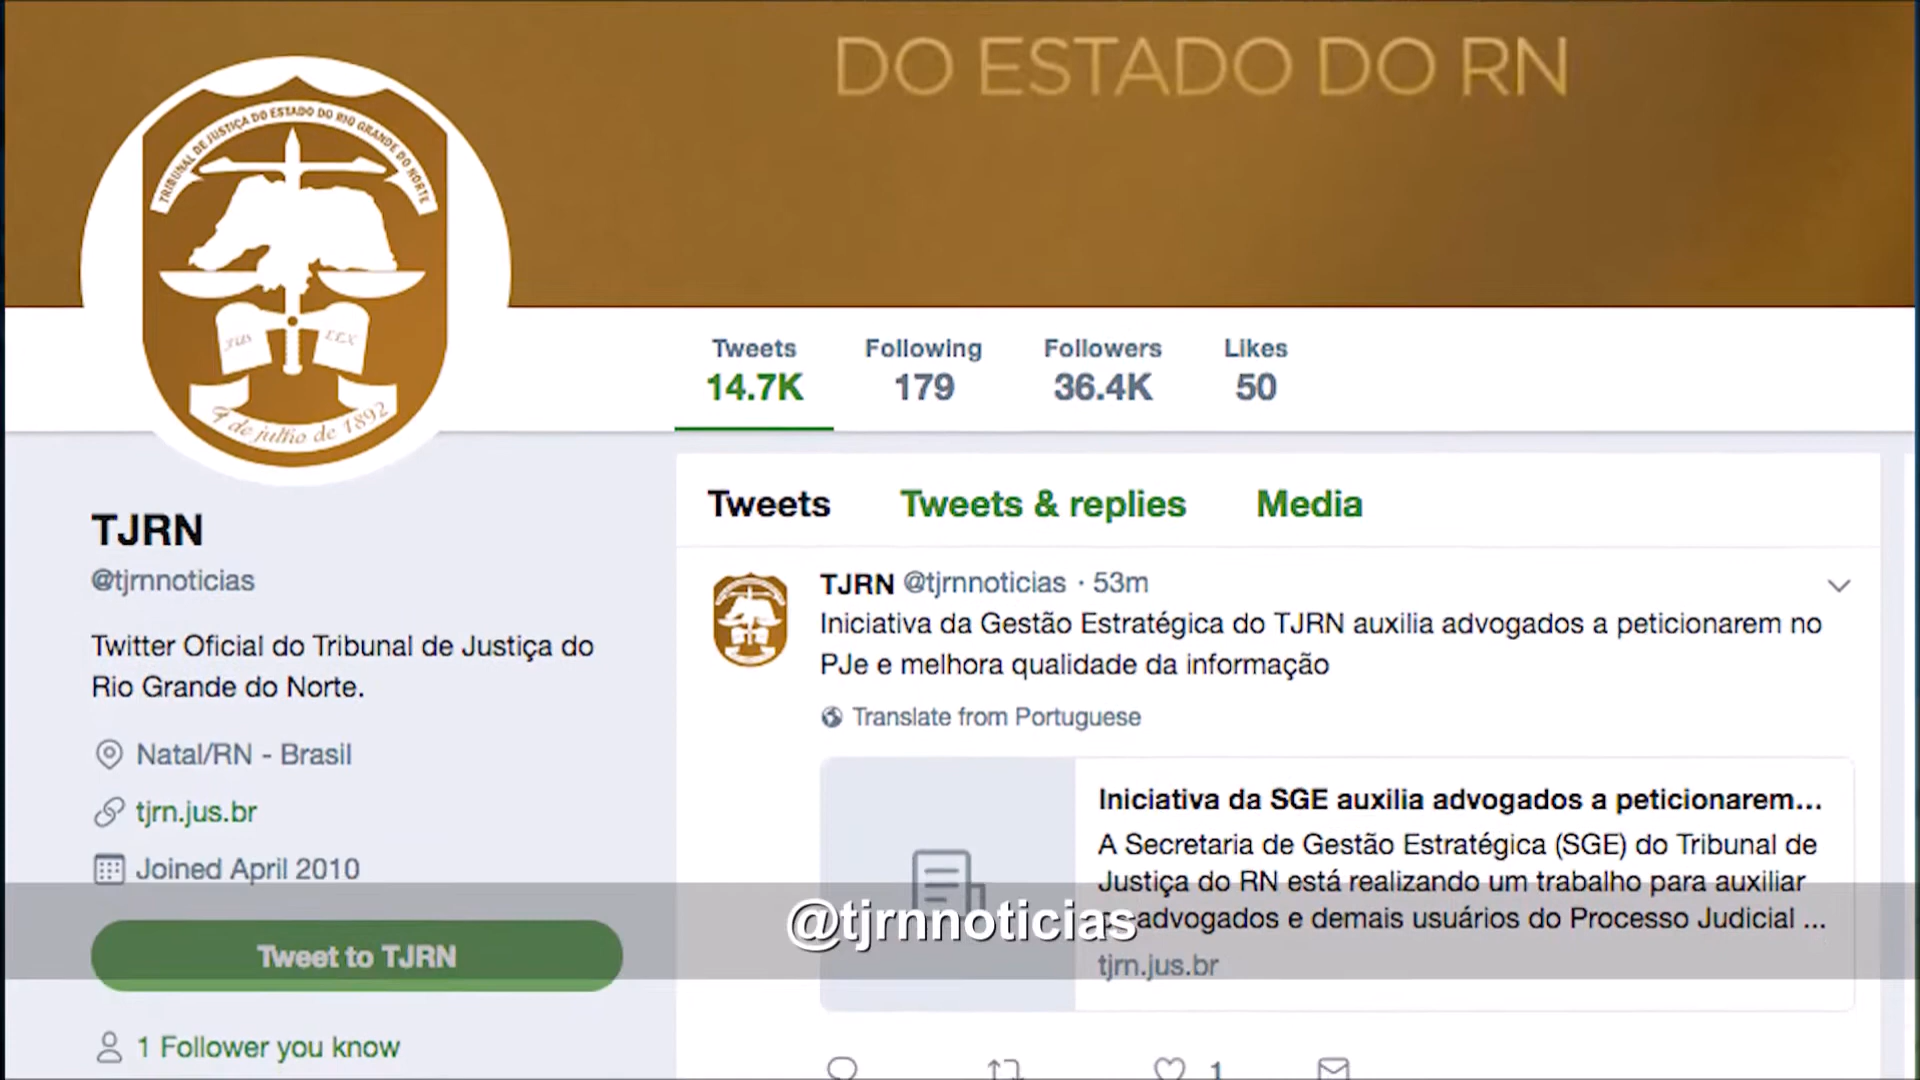 DO ESTADO DO RN
TRIBUNAL DE JUSTIÇA DO ESTADO DO RIO GRANDE DO NORTE
JUS LEX
de julho de 1892
Tweets Following Followers Likes
14.7K 179 36.4K 50
TJRN
@tjrnnoticias
Twitter Oficial do Tribunal de Justiça do
Rio Grande do Norte.
Natal/RN - Brasil
tjrn.jus.br
Joined April 2010
Tweet to TJRN
1 Follower you know
Tweets Tweets & replies Media
TJRN @tjrnnoticias · 53m
Iniciativa da Gestão Estratégica do TJRN auxilia advogados a peticionarem no
PJe e melhora qualidade da informação
Translate from Portuguese
Iniciativa da SGE auxilia advogados a peticionarem...
A Secretaria de Gestão Estratégica (SGE) do Tribunal de
Justiça do RN está realizando um trabalho para auxiliar
advogados e demais usuários do Processo Judicial ...
tjrn.jus.br
1
@tjrnnoticias